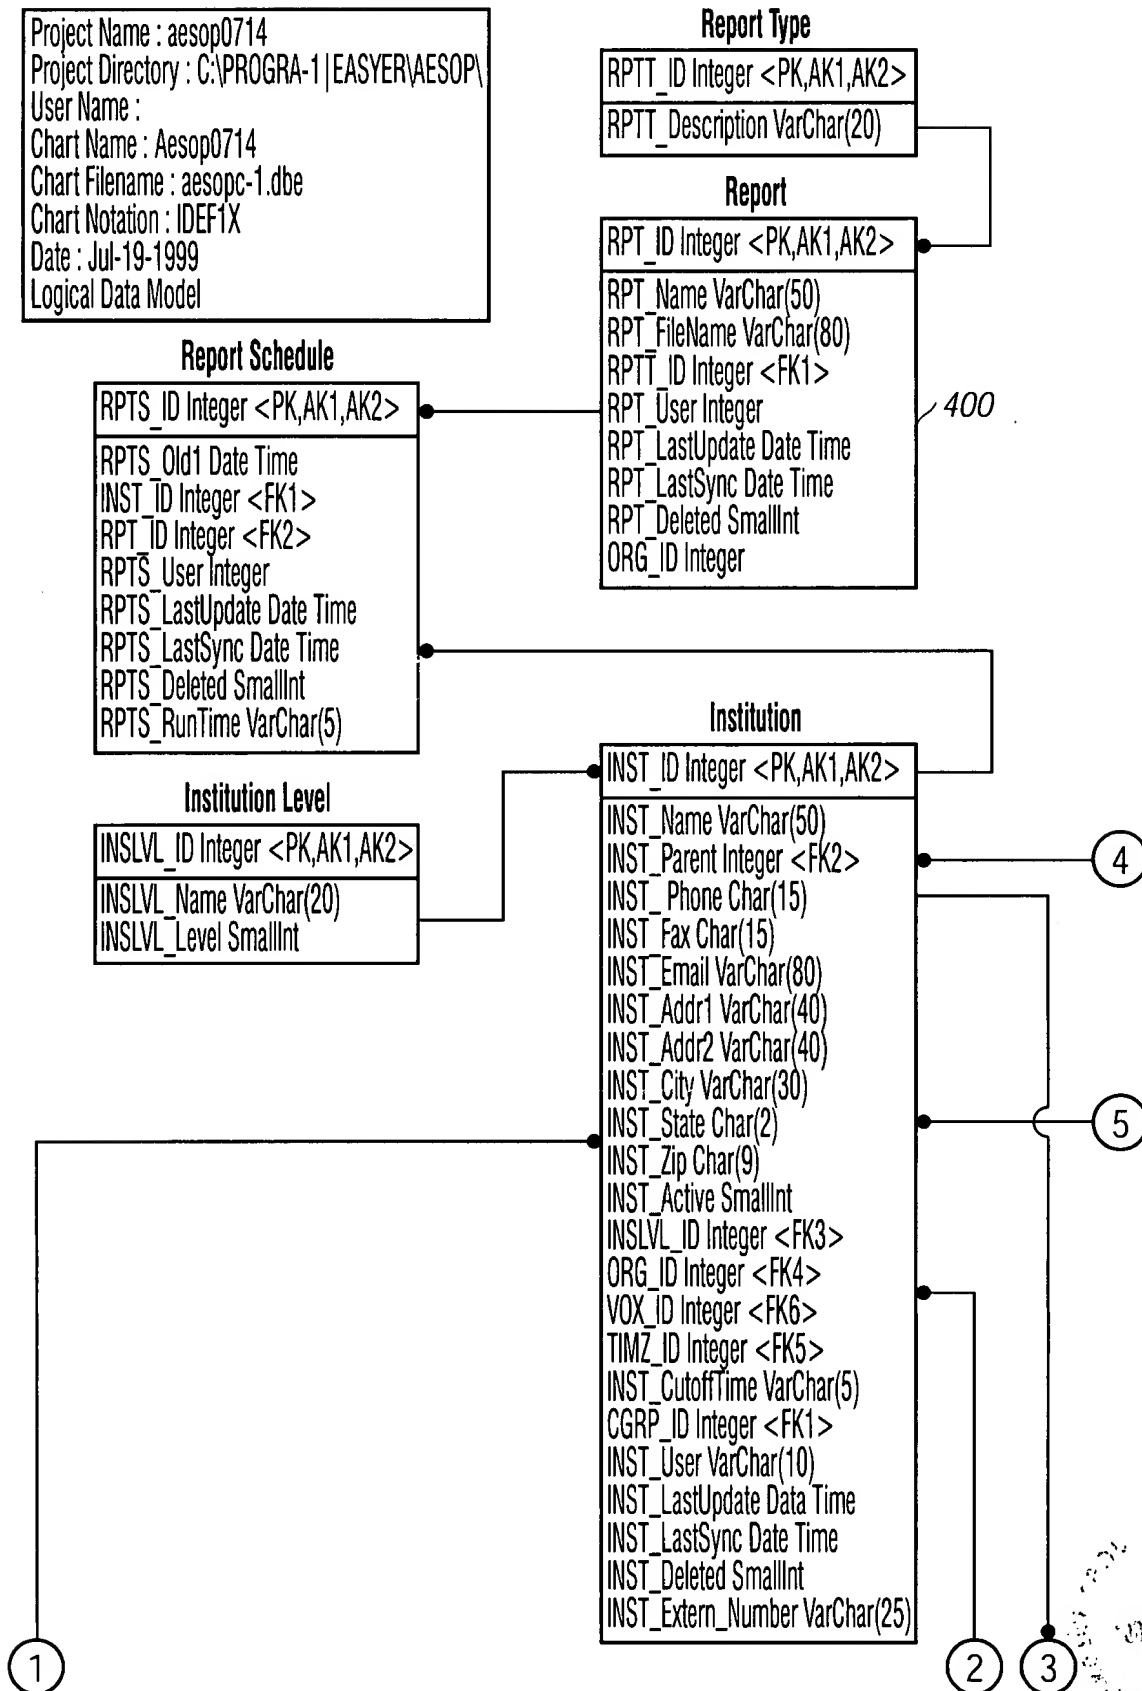 Project Name : aesop0714
Project Directory : C:\PROGRA-1|EASYER\AESOP\
User Name :
Chart Name : Aesop0714
Chart Filename : aesopc-1.dbe
Chart Notation : IDEF1X
Date : Jul-19-1999
Logical Data Model
Report Type
RPTT_ID Integer <PK,AK1,AK2>
RPTT_Description VarChar(20)
Report
RPT_ID Integer <PK,AK1,AK2>
RPT_Name VarChar(50)
RPT_FileName VarChar(80)
RPTT_ID Integer <FK1>
RPT_User Integer
RPT_LastUpdate Date Time
RPT_LastSync Date Time
RPT_Deleted SmallInt
ORG_ID Integer
400
Report Schedule
RPTS_ID Integer <PK,AK1,AK2>
RPTS_Old1 Date Time
INST_ID Integer <FK1>
RPT_ID Integer <FK2>
RPTS_User Integer
RPTS_LastUpdate Date Time
RPTS_LastSync Date Time
RPTS_Deleted SmallInt
RPTS_RunTime VarChar(5)
Institution Level
INSLVL_ID Integer <PK,AK1,AK2>
INSLVL_Name VarChar(20)
INSLVL_Level SmallInt
Institution
INST_ID Integer <PK,AK1,AK2>
INST_Name VarChar(50)
INST_Parent Integer <FK2>
INST_ Phone Char(15)
INST_Fax Char(15)
INST_Email VarChar(80)
INST_Addr1 VarChar(40)
INST_Addr2 VarChar(40)
INST_City VarChar(30)
INST_State Char(2)
INST_Zip Char(9)
INST_Active SmallInt
INSLVL_ID Integer <FK3>
ORG_ID Integer <FK4>
VOX_ID Integer <FK6>
TIMZ_ID Integer <FK5>
INST_CutoffTime VarChar(5)
CGRP_ID Integer <FK1>
INST_User VarChar(10)
INST_LastUpdate Data Time
INST_LastSync Date Time
INST_Deleted SmallInt
INST_Extern_Number VarChar(25)
4
5
1
2
3